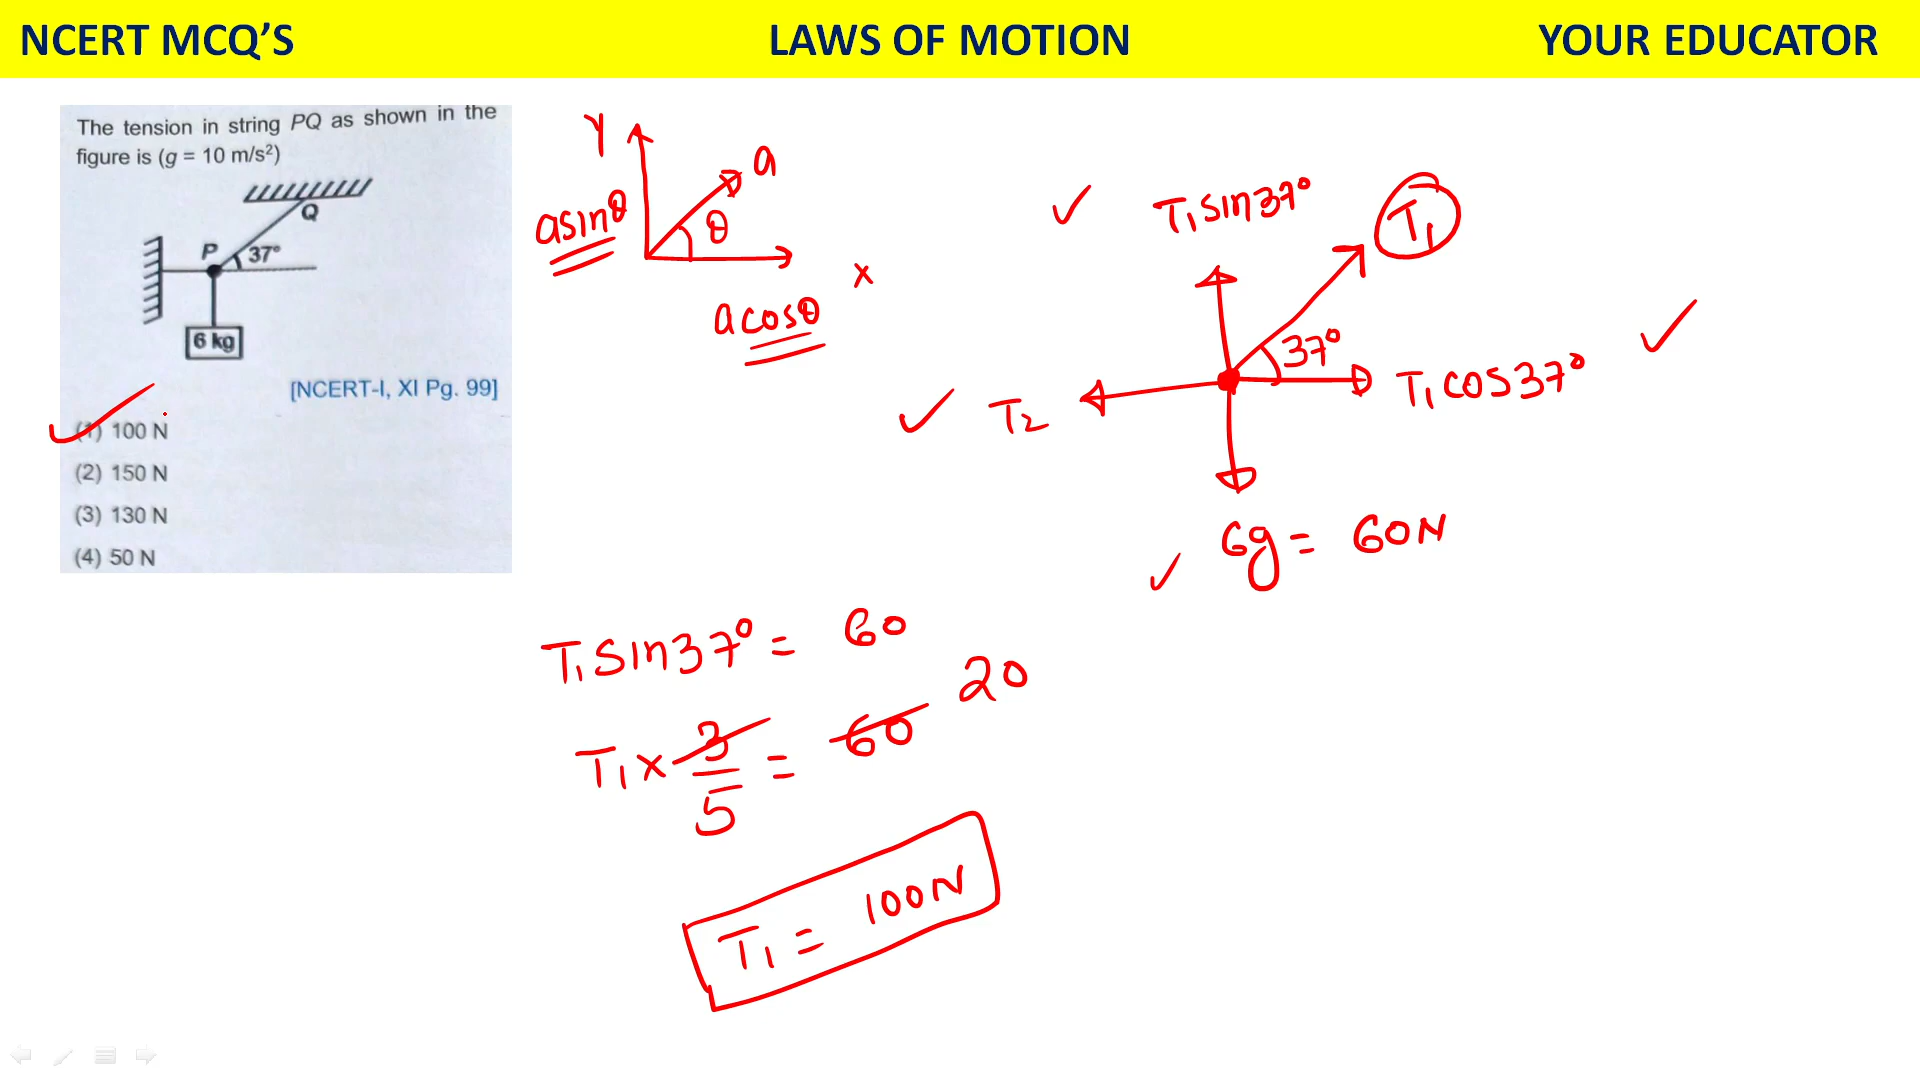 NCERT MCQ'S
LAWS OF MOTION
YOUR EDUCATOR
The tension in string PQ as shown in the
figure is (g = 10 m/s²)
Q
P
37°
6 kg
[NCERT-I, XI Pg. 99]
(1) 100 N
(2) 150 N
(3) 130 N
(4) 50 N
Y
a
asinθ
θ
x
acosθ
T₁sin37°
T₁
37°
T₁cos37°
T₂
6g = 60N
T₁sin37° = 60
20
T₁ x 3/5 = 60
T₁ = 100N